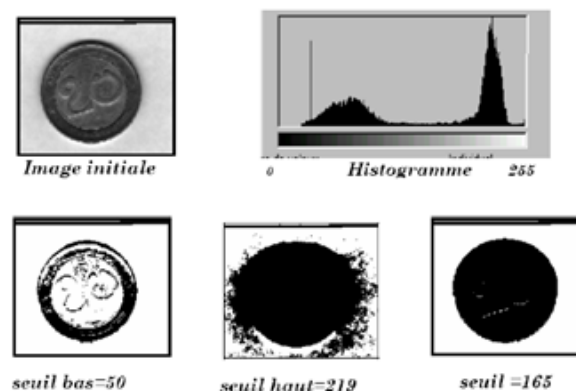 Image initiale
0 Histogramme 255
seuil bas=50
seuil haut=219
seuil =165